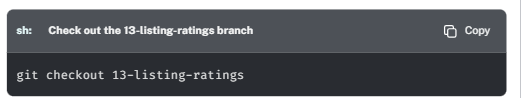 sh: Check out the 13-listing-ratings branch Copy
git checkout 13-listing-ratings